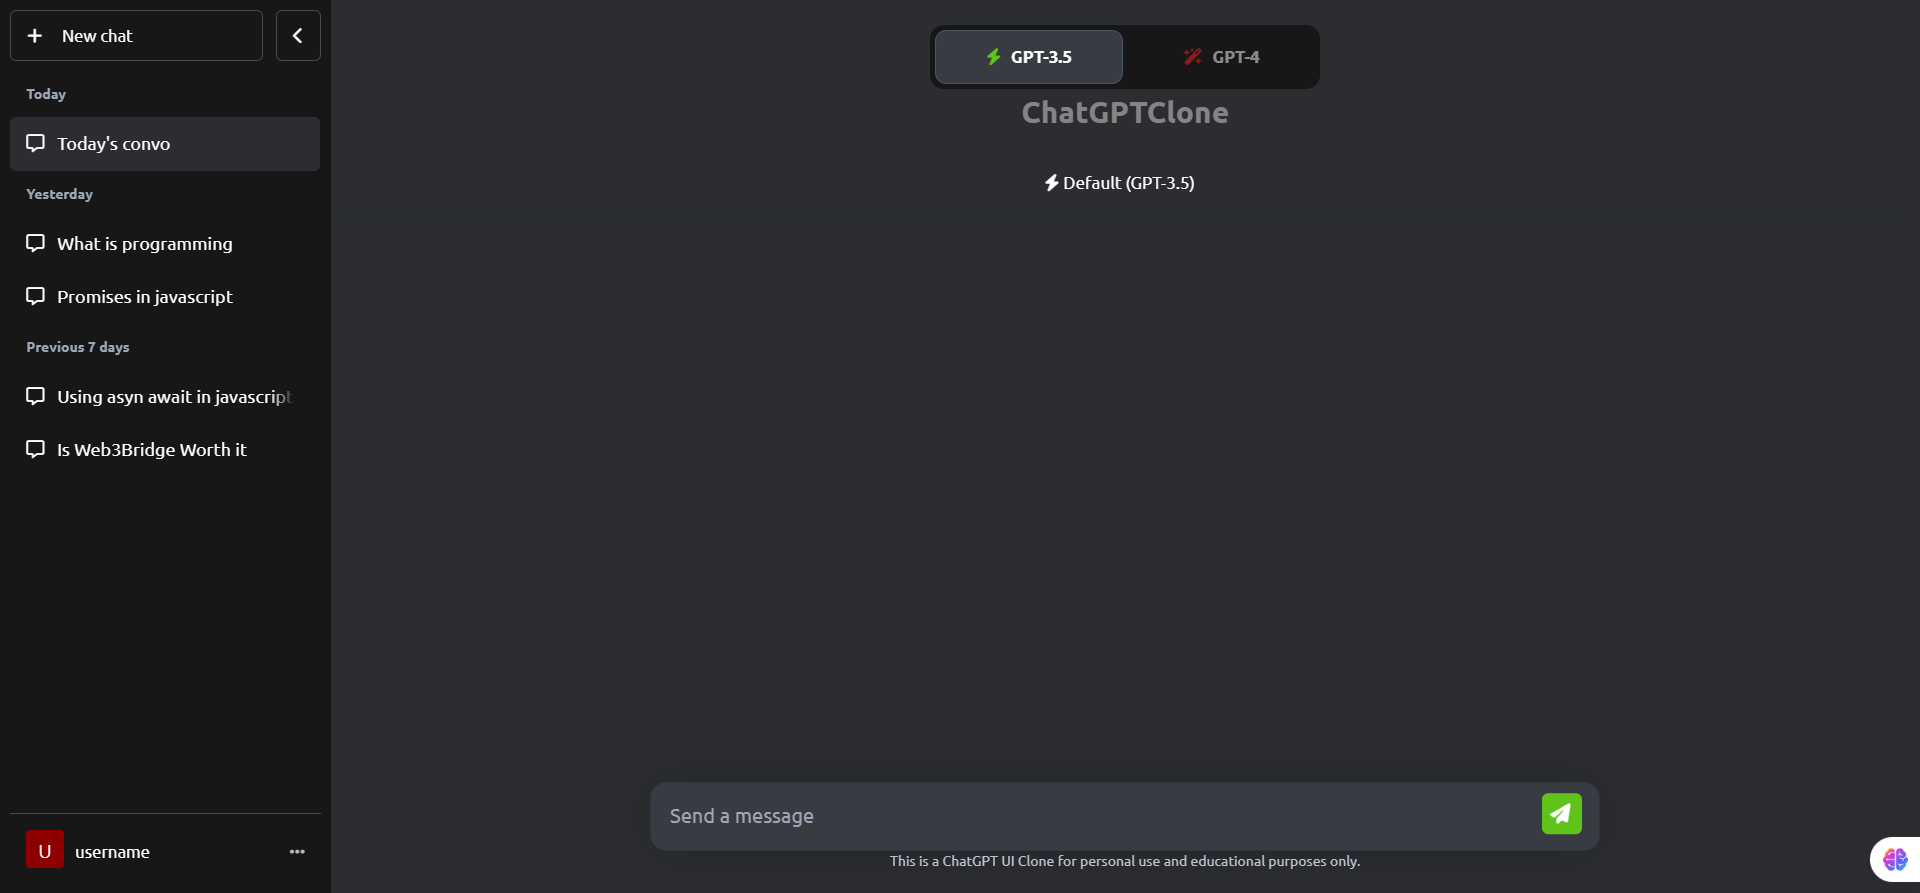 New chat
Today
Today's convo
Yesterday
What is programming
Promises in javascript
Previous 7 days
Using asyn await in javascript
Is Web3Bridge Worth it
U
username
GPT-3.5
GPT-4
ChatGPTClone
Default (GPT-3.5)
Send a message
This is a ChatGPT UI Clone for personal use and educational purposes only.